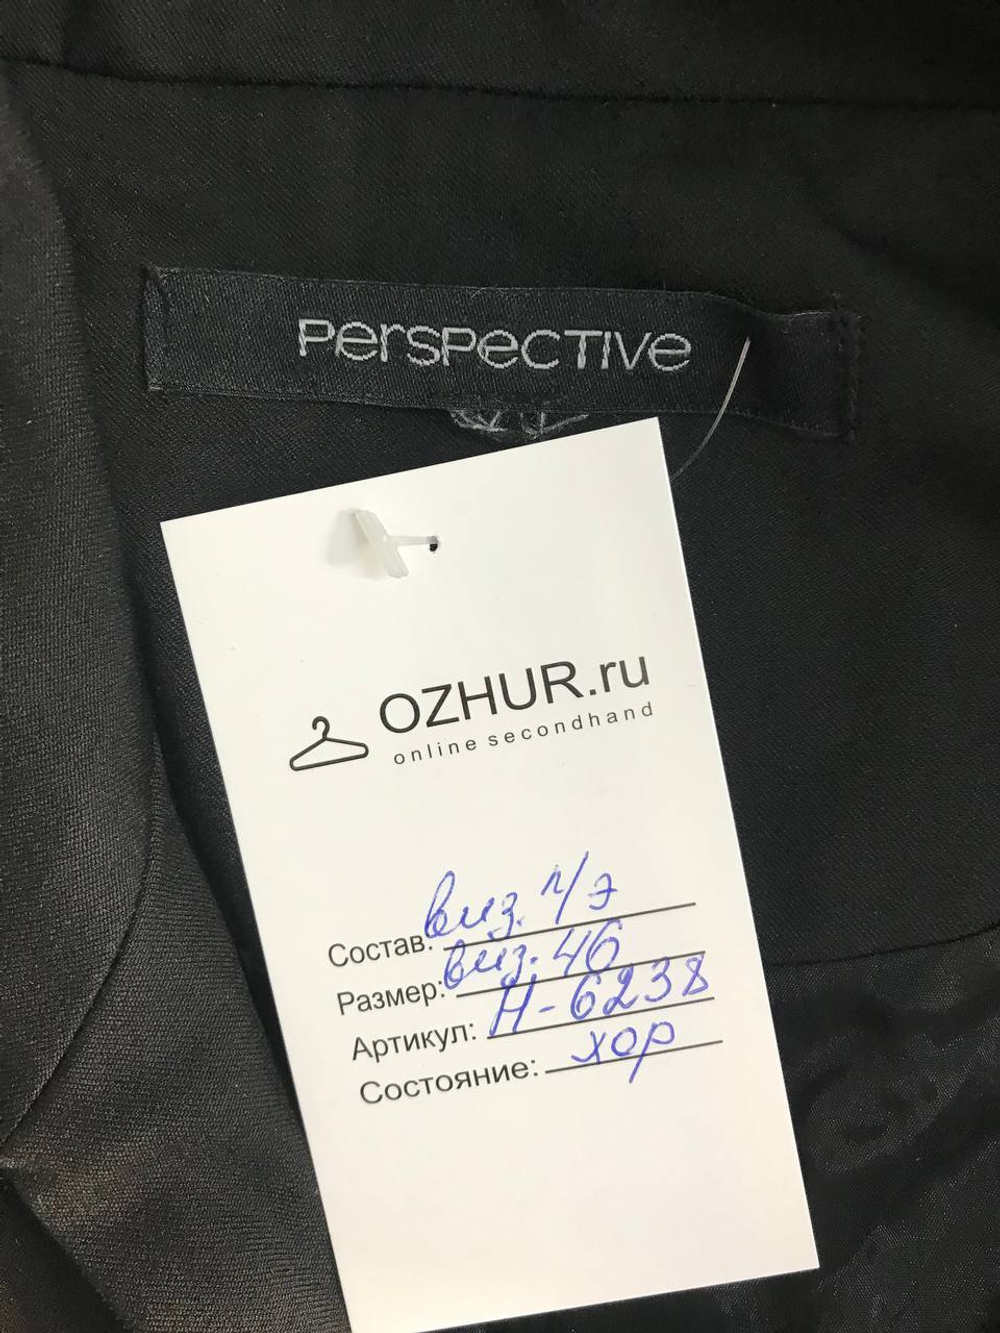 PERSPECTIVE
OZHUR.ru
online secondhand
Состав: виз. п/э
Размер: виз. 46
Артикул: Н-6238
Состояние: хор